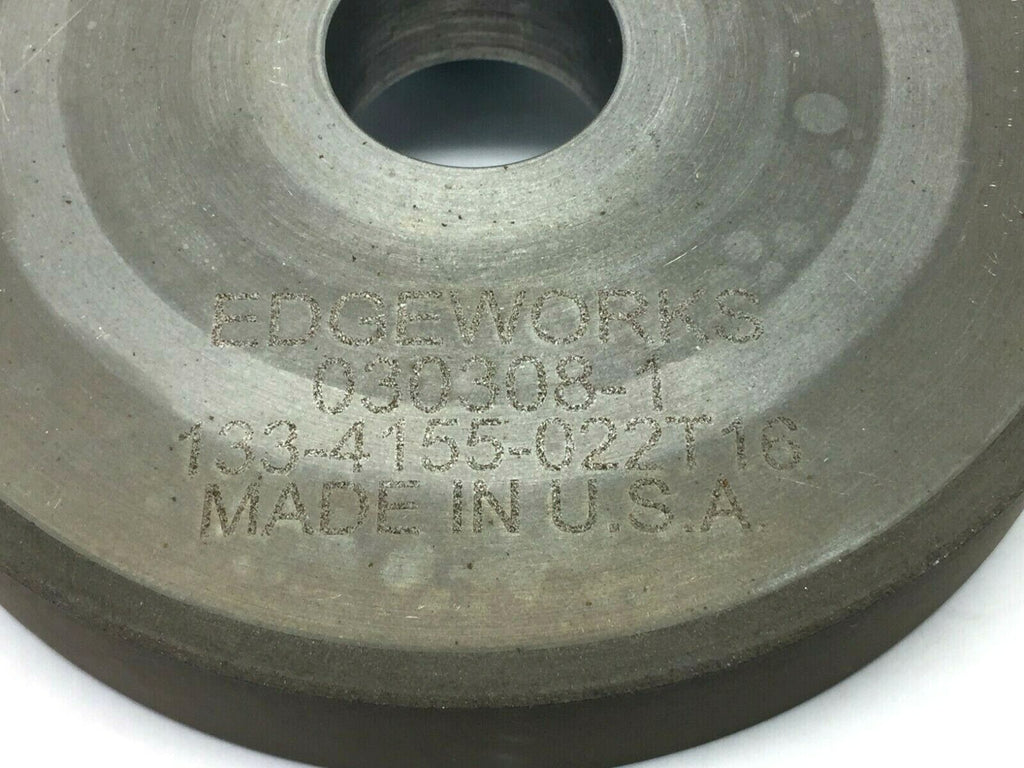 EDGEWORKS
030308-1
133-4155-022T16
MADE IN U.S.A.